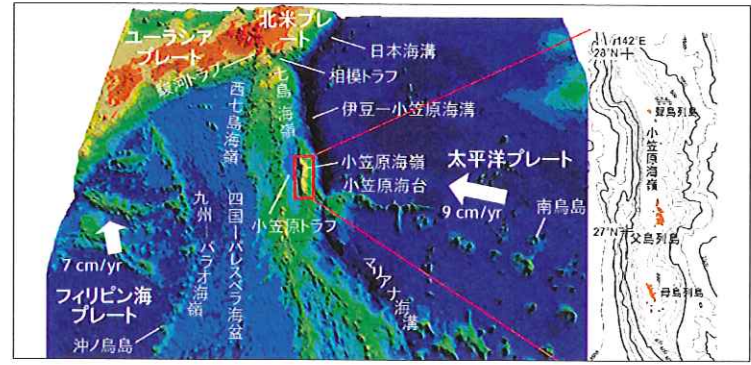 北米プレ
ート
ユーラシア
プレート
日本海溝
相模トラフ
駿河トラフ
七島海嶺
西七島海嶺
伊豆ー小笠原海溝
小笠原海嶺
小笠原海台
太平洋プレート
9 cm/yr
南鳥島
小笠原トラフ
九州ーパラオ海嶺
四国ーパレスベラ海盆
7 cm/yr
フィリピン海
プレート
沖ノ鳥島
マリアナ海溝
142°E
28°N
聟島列島
小笠原海嶺
27°N
父島列島
母島列島